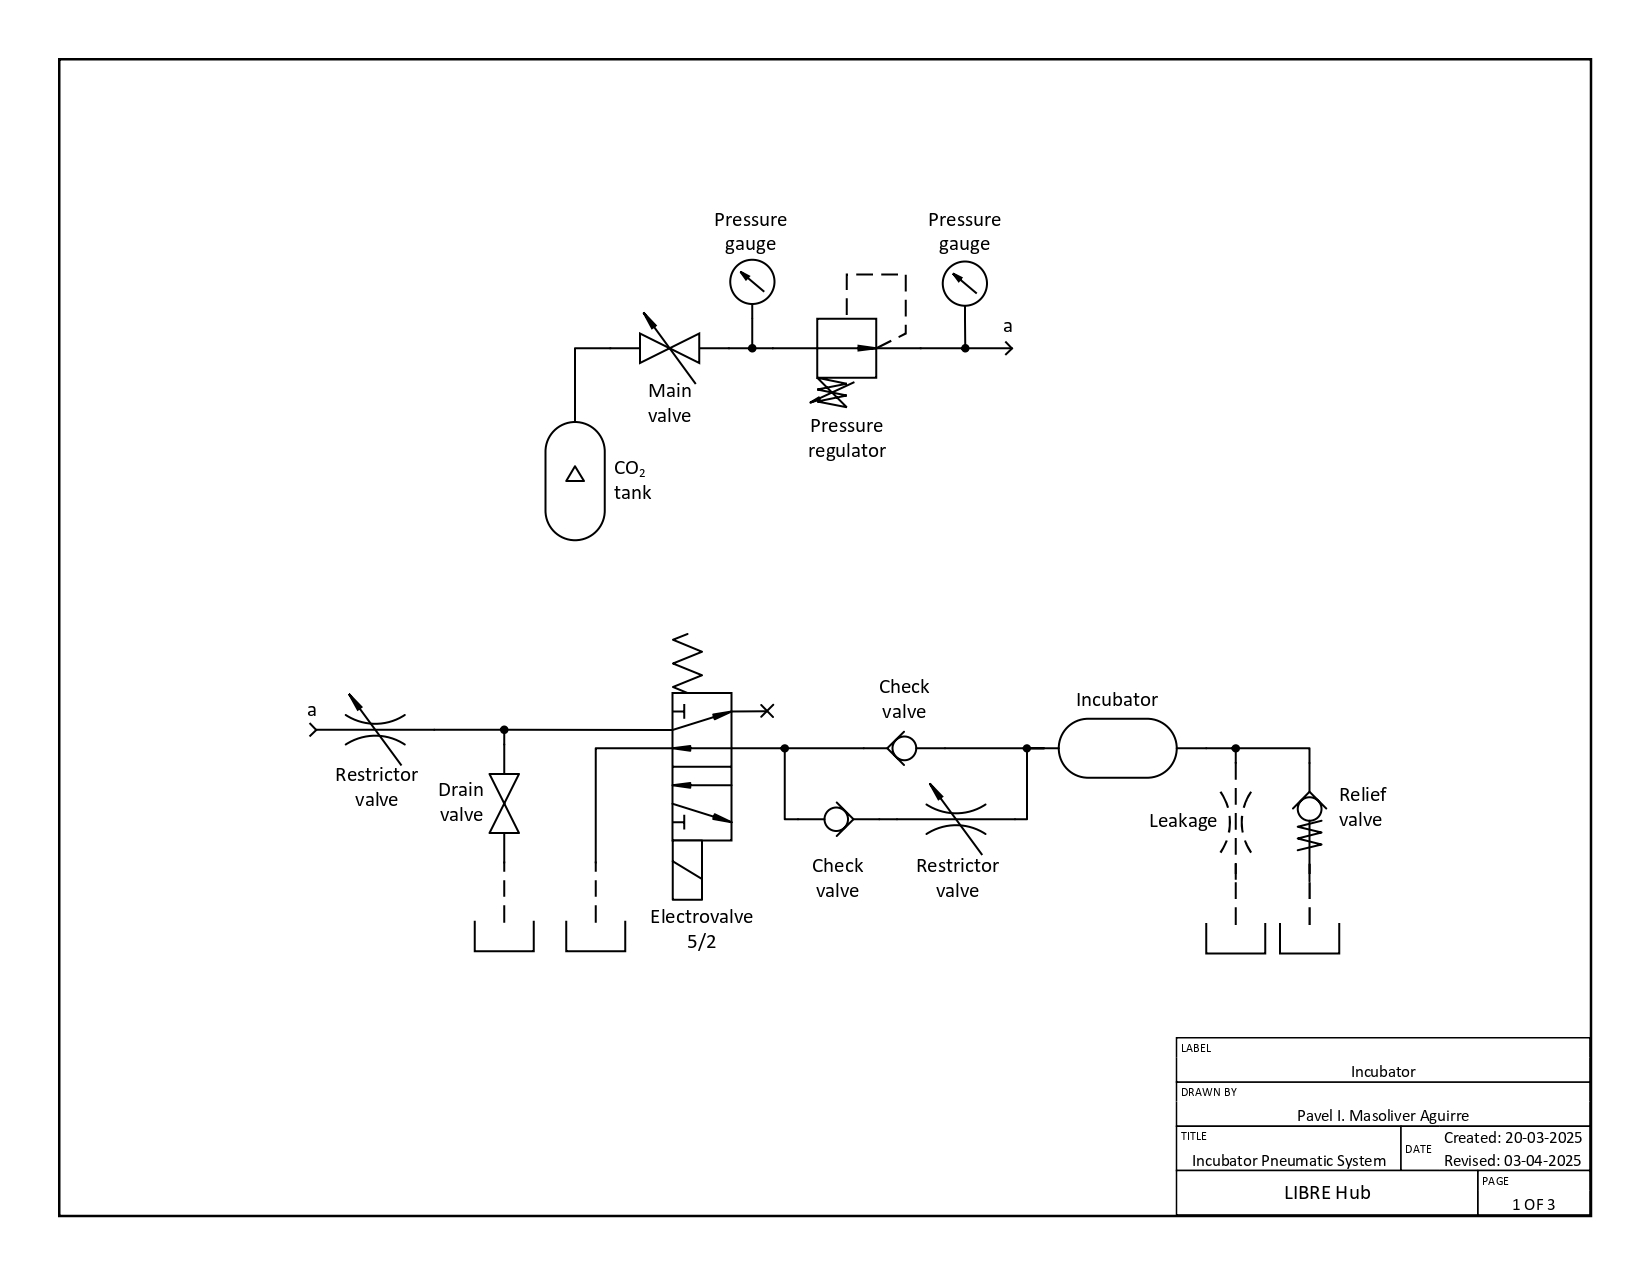 Pressure
gauge
Pressure
gauge
a
Main
valve
Pressure
regulator
CO₂
tank
a
Restrictor
valve
Drain
valve
Electrovalve
5/2
Check
valve
Check
valve
Restrictor
valve
Incubator
Leakage
Relief
valve
LABEL
Incubator
DRAWN BY
Pavel I. Masoliver Aguirre
TITLE
Incubator Pneumatic System
DATE
Created: 20-03-2025
Revised: 03-04-2025
LIBRE Hub
PAGE
1 OF 3